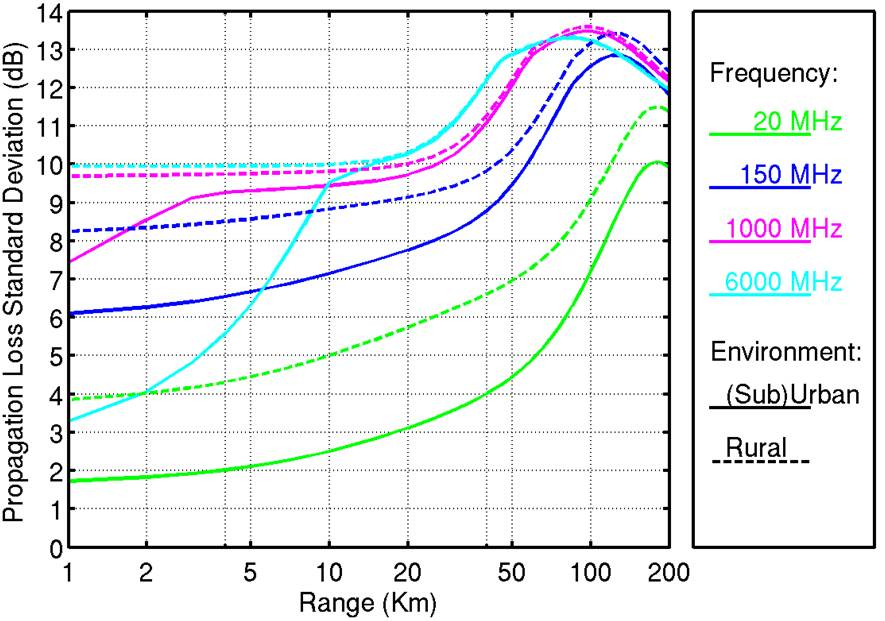 14
13
12
11
10
9
8
7
6
5
4
3
2
1
0
Propagation Loss Standard Deviation (dB)
1 2 5 10 20 50 100 200
Range (Km)
Frequency:
20 MHz
150 MHz
1000 MHz
6000 MHz
Environment:
(Sub)Urban
Rural